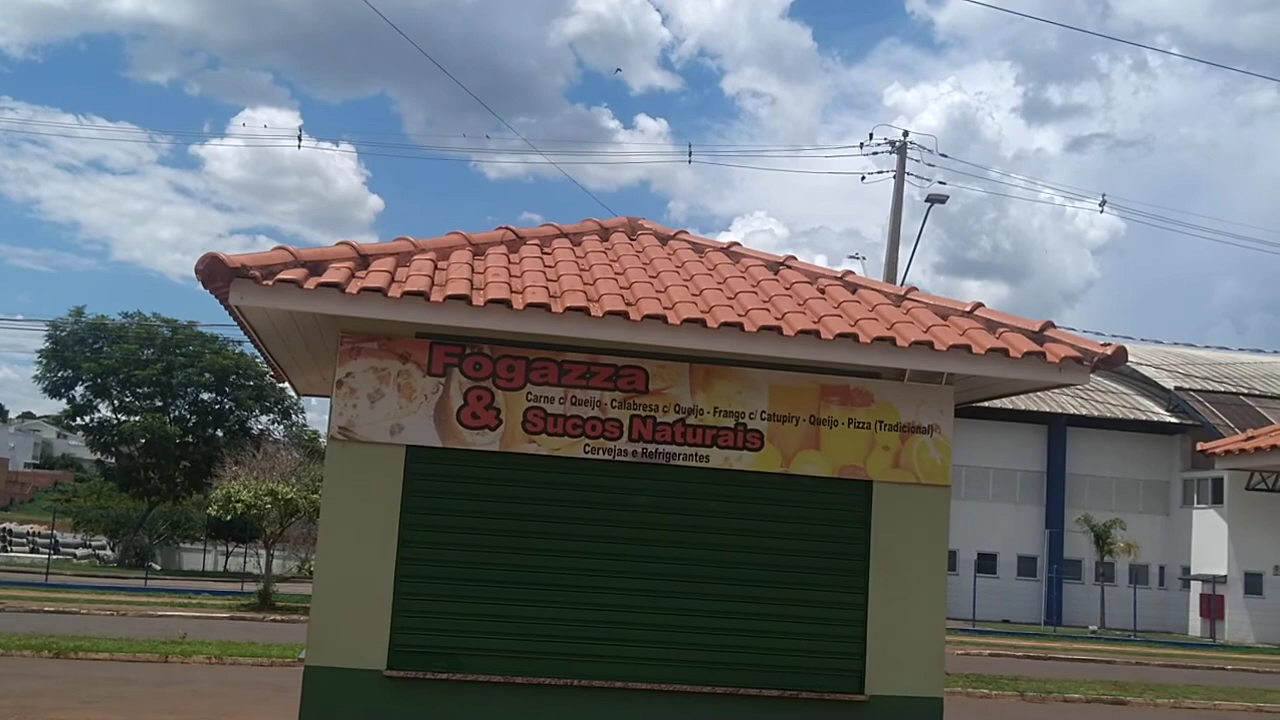 Fogazza
Carne c/ Queijo - Calabresa c/ Queijo - Frango c/ Catupiry - Queijo - Pizza (Tradicional)
& Sucos Naturais
Cervejas e Refrigerantes